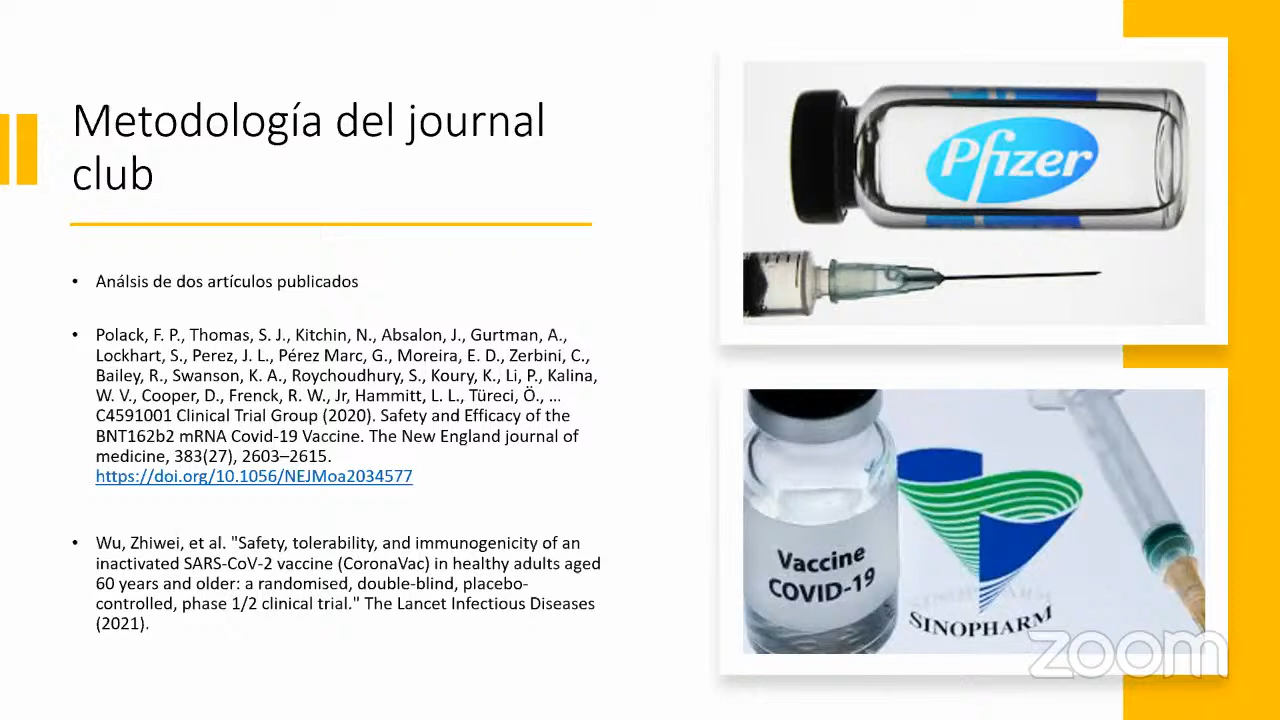 Metodología del journal
club
• Análsis de dos artículos publicados
• Polack, F. P., Thomas, S. J., Kitchin, N., Absalon, J., Gurtman, A.,
Lockhart, S., Perez, J. L., Pérez Marc, G., Moreira, E. D., Zerbini, C.,
Bailey, R., Swanson, K. A., Roychoudhury, S., Koury, K., Li, P., Kalina,
W. V., Cooper, D., Frenck, R. W., Jr, Hammitt, L. L., Türeci, Ö., …
C4591001 Clinical Trial Group (2020). Safety and Efficacy of the
BNT162b2 mRNA Covid-19 Vaccine. The New England journal of
medicine, 383(27), 2603–2615.
https://doi.org/10.1056/NEJMoa2034577
• Wu, Zhiwei, et al. "Safety, tolerability, and immunogenicity of an
inactivated SARS-CoV-2 vaccine (CoronaVac) in healthy adults aged
60 years and older: a randomised, double-blind, placebo-
controlled, phase 1/2 clinical trial." The Lancet Infectious Diseases
(2021).
Pfizer
Vaccine
COVID-19
SINOPHARM
zoom